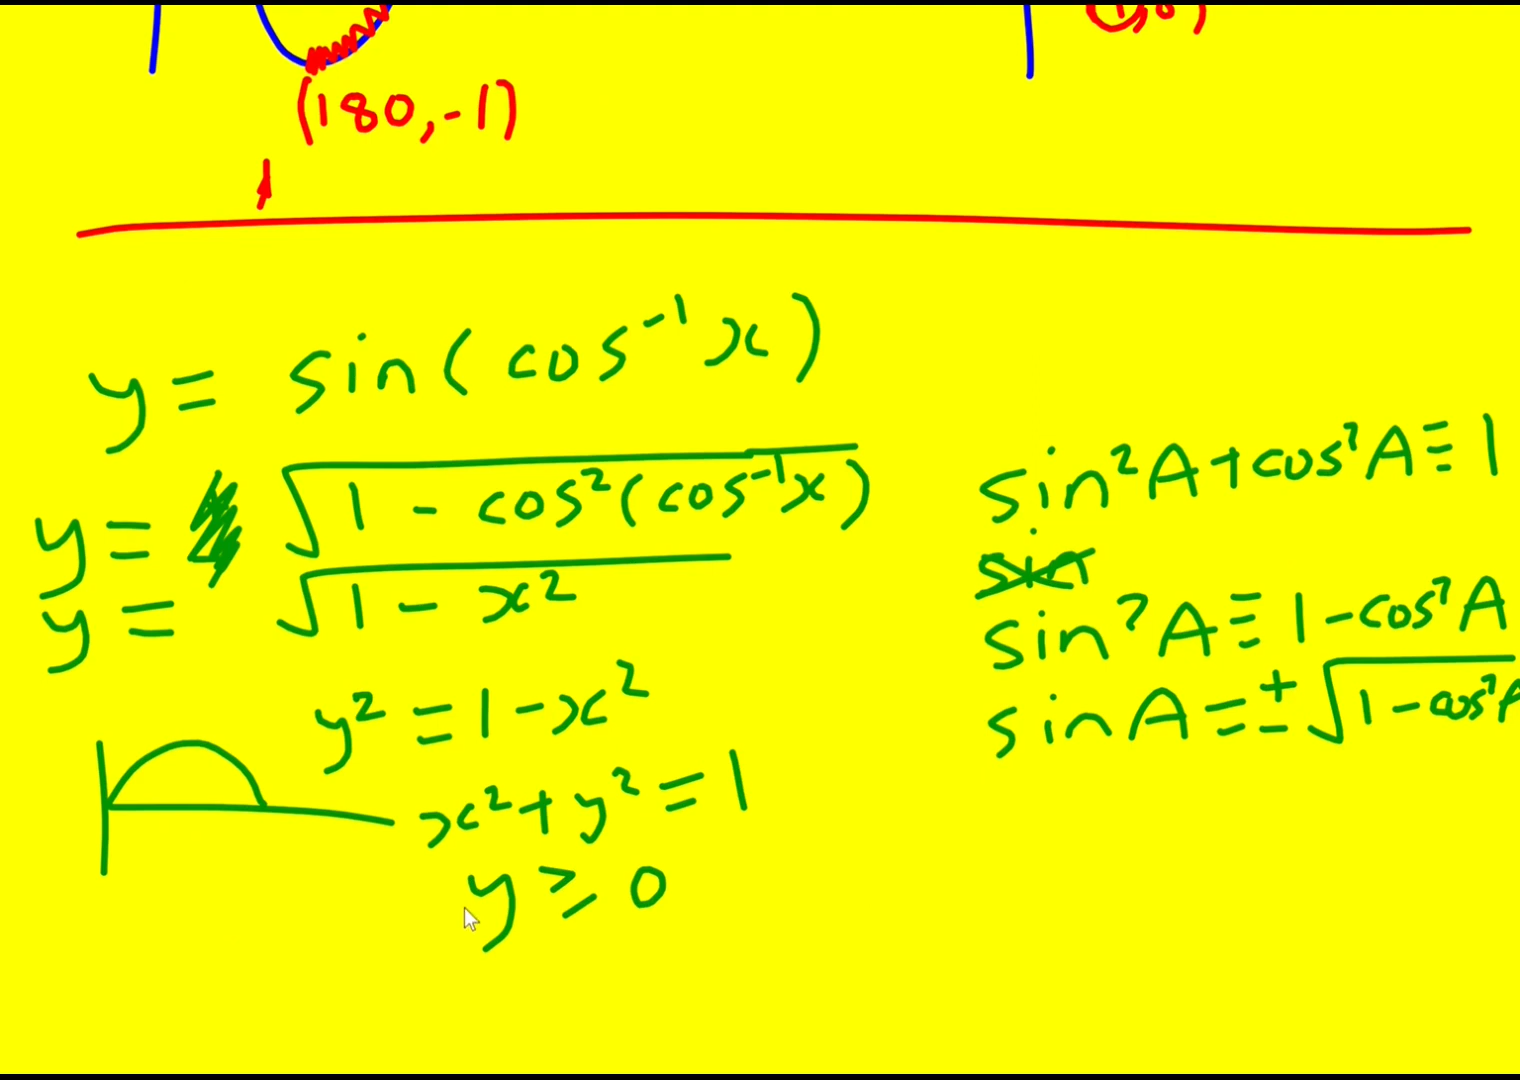 (180,-1)
y = sin(cos⁻¹x)
y = √(1 - cos²(cos⁻¹x))
y = √(1 - x²)
y² = 1 - x²
x² + y² = 1
y ≥ 0
sin²A + cos²A ≡ 1
sin
sin²A ≡ 1 - cos²A
sinA = ± √(1 - cos²A